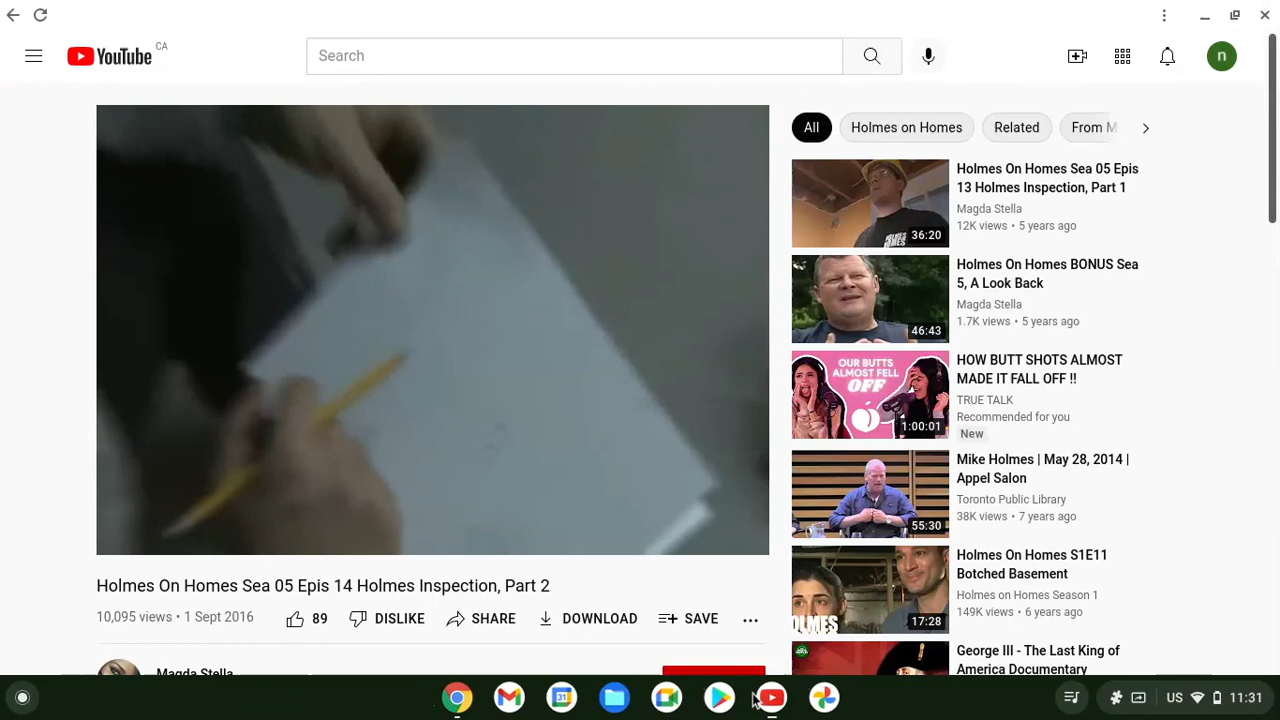 YouTube CA
Search
n
All
Holmes on Homes
Related
From M
Holmes On Homes Sea 05 Epis
13 Holmes Inspection, Part 1
Magda Stella
12K views • 5 years ago
36:20
Holmes On Homes BONUS Sea
5, A Look Back
Magda Stella
1.7K views • 5 years ago
46:43
OUR BUTTS
ALMOST FELL
OFF
1:00:01
HOW BUTT SHOTS ALMOST
MADE IT FALL OFF !!
TRUE TALK
Recommended for you
New
Mike Holmes | May 28, 2014 |
Appel Salon
Toronto Public Library
38K views • 7 years ago
55:30
Holmes On Homes S1E11
Botched Basement
Holmes on Homes Season 1
149K views • 6 years ago
17:28
George III - The Last King of
America Documentary
Holmes On Homes Sea 05 Epis 14 Holmes Inspection, Part 2
10,095 views • 1 Sept 2016
89
DISLIKE
SHARE
DOWNLOAD
SAVE
Magda Stella
31
US
11:31